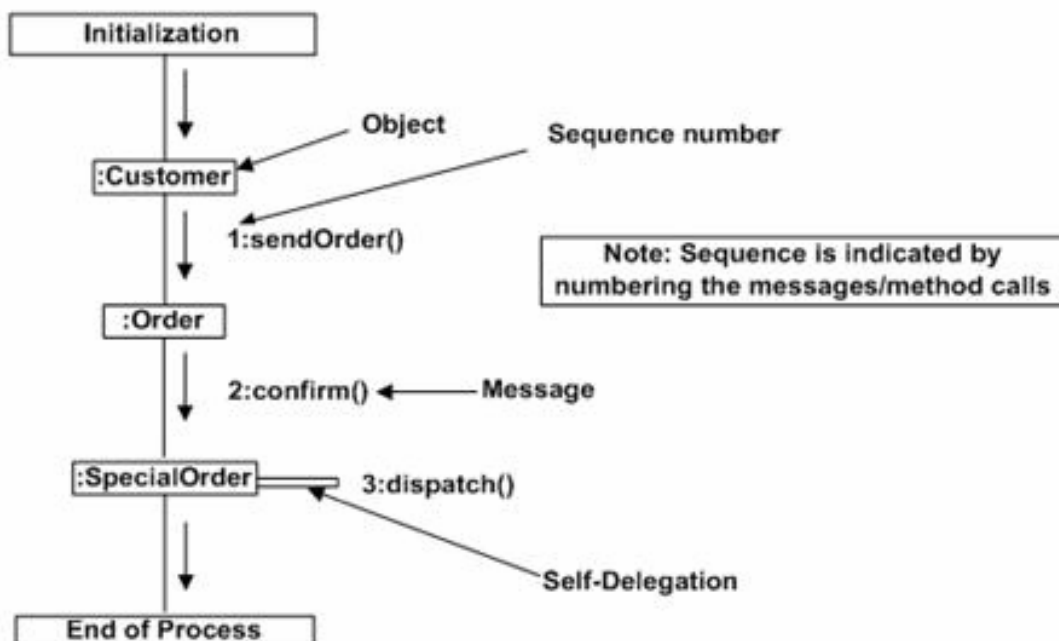 Initialization
Object
Sequence number
:Customer
1:sendOrder()
Note: Sequence is indicated by
numbering the messages/method calls
:Order
2:confirm()
Message
:SpecialOrder
3:dispatch()
Self-Delegation
End of Process